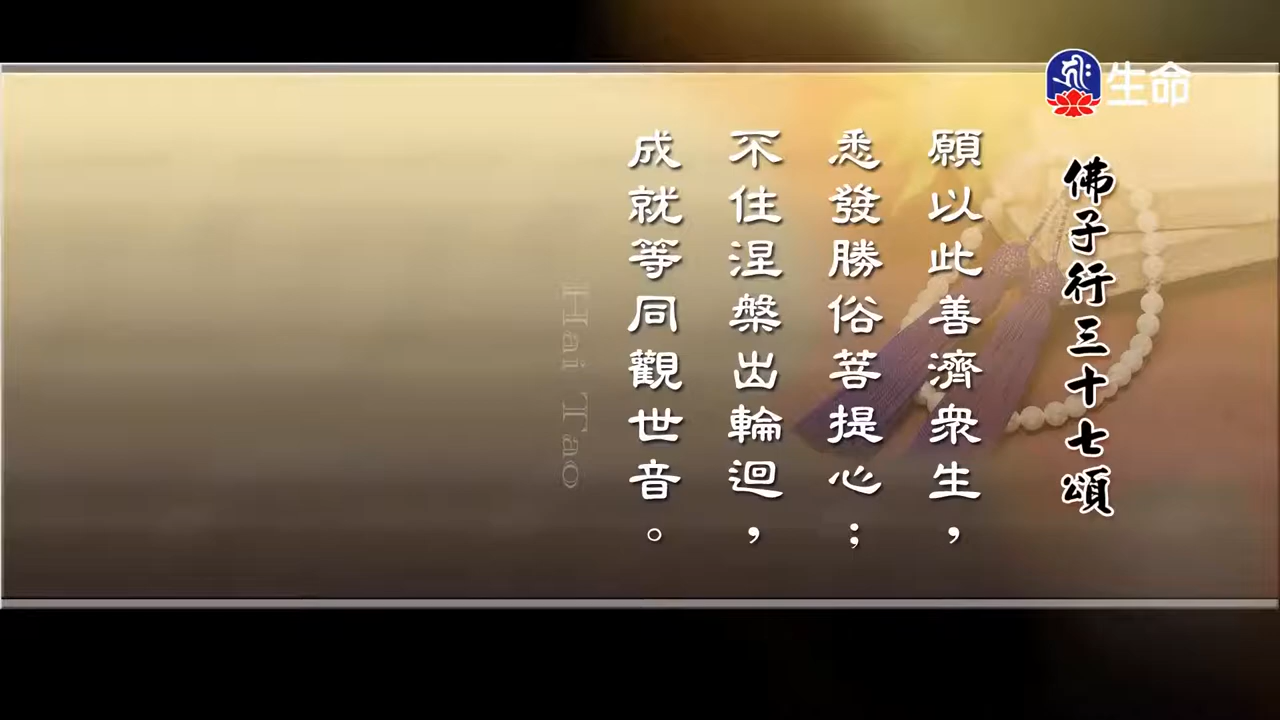 生命
佛子行三十七頌
願以此善濟衆生，
悉發勝俗菩提心；
不住涅槃出輪迴，
成就等同觀世音。
Hai Tao